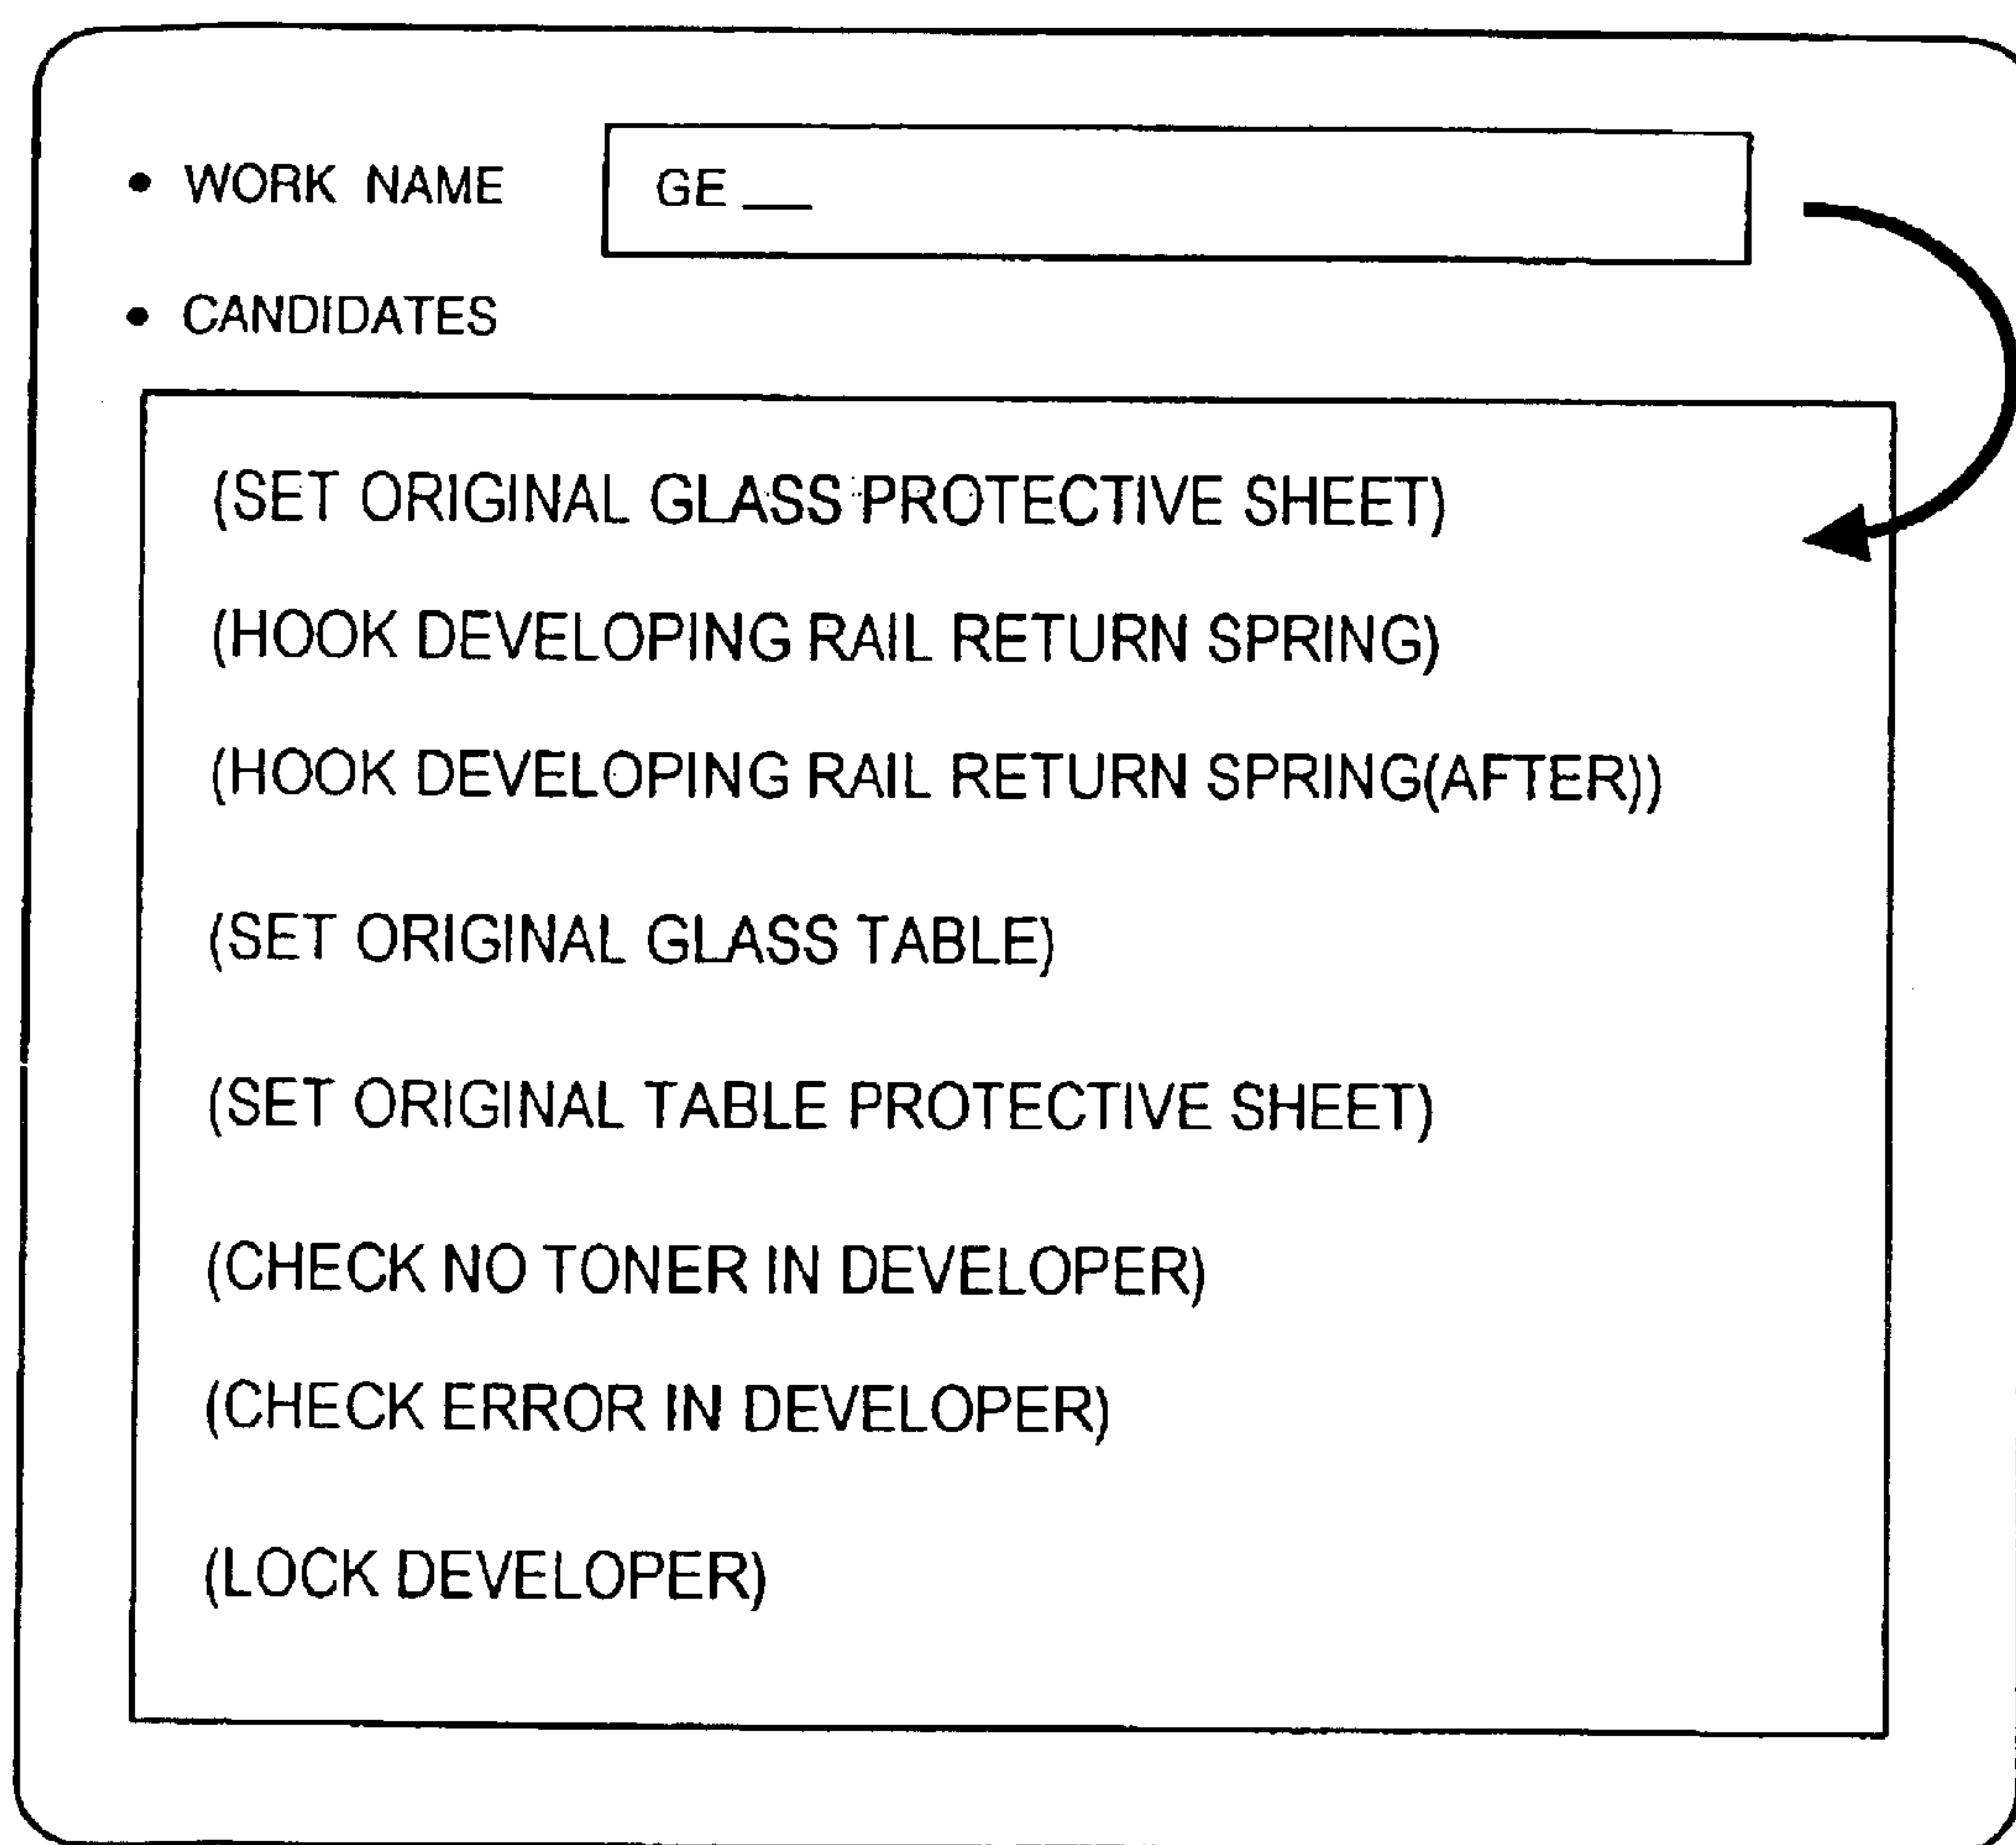 • WORK NAME GE __
• CANDIDATES
(SET ORIGINAL GLASS PROTECTIVE SHEET)
(HOOK DEVELOPING RAIL RETURN SPRING)
(HOOK DEVELOPING RAIL RETURN SPRING(AFTER))
(SET ORIGINAL GLASS TABLE)
(SET ORIGINAL TABLE PROTECTIVE SHEET)
(CHECK NO TONER IN DEVELOPER)
(CHECK ERROR IN DEVELOPER)
(LOCK DEVELOPER)